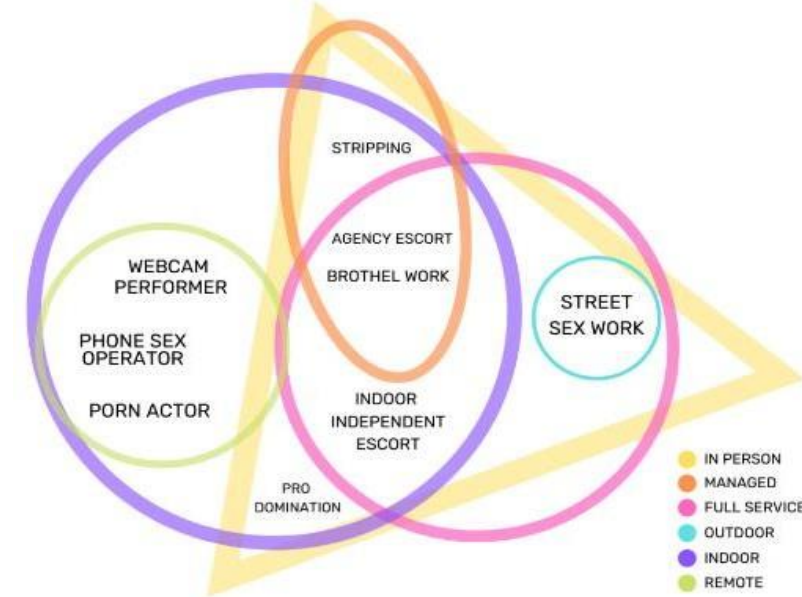 STRIPPING
AGENCY ESCORT
BROTHEL WORK
WEBCAM
PERFORMER
PHONE SEX
OPERATOR
PORN ACTOR
STREET
SEX WORK
INDOOR
INDEPENDENT
ESCORT
PRO
DOMINATION
IN PERSON
MANAGED
FULL SERVICE
OUTDOOR
INDOOR
REMOTE